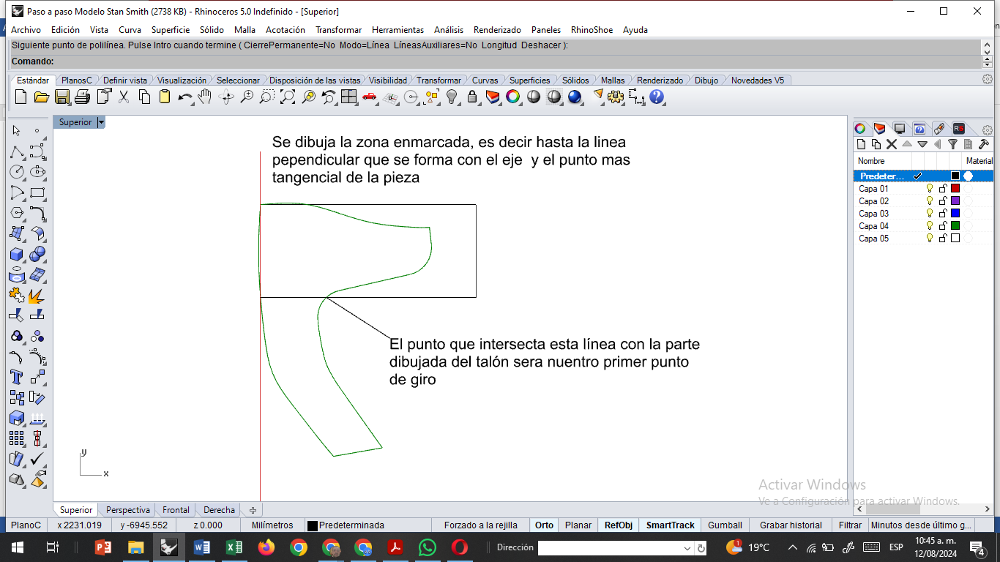 Paso a paso Modelo Stan Smith (2738 KB) - Rhinoceros 5.0 Indefinido - [Superior]
Archivo Edición Vista Curva Superficie Sólido Malla Acotación Transformar Herramientas Análisis Renderizado Paneles RhinoShoe Ayuda
Siguiente punto de polilínea. Pulse Intro cuando termine ( CierrePermanente=No Modo=Línea LíneasAuxiliares=No Longitud Deshacer ):
Comando:
Estándar PlanosC Definir vista Visualización Seleccionar Disposición de las vistas Visibilidad Transformar Curvas Superficies Sólidos Mallas Renderizado Dibujo Novedades V5
Superior
Se dibuja la zona enmarcada, es decir hasta la linea
pependicular que se forma con el eje y el punto mas
tangencial de la pieza
El punto que intersecta esta línea con la parte
dibujada del talón sera nuentro primer punto
de giro
y
x
Nombre Material
Predeter...
Capa 01
Capa 02
Capa 03
Capa 04
Capa 05
Activar Windows
Ve a Configuración para activar Windows.
Superior Perspectiva Frontal Derecha
PlanoC x 2231.019 y -6945.552 z 0.000 Milímetros Predeterminada Forzado a la rejilla Orto Planar RefObj SmartTrack Gumball Grabar historial Filtrar Minutos desde último g...
Dirección 1 19°C ESP 10:45 a. m.
12/08/2024 4